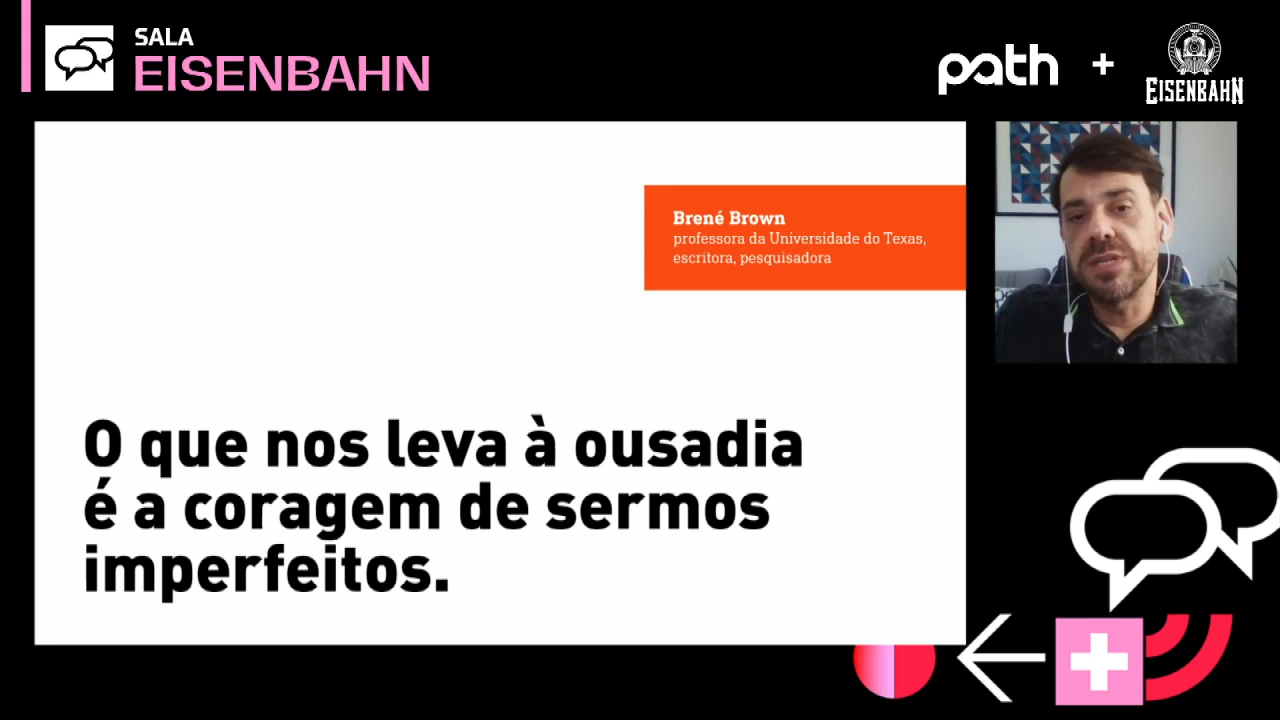 SALA
EISENBAHN
path + EISENBAHN
Brené Brown
professora da Universidade do Texas,
escritora, pesquisadora
O que nos leva à ousadia
é a coragem de sermos
imperfeitos.